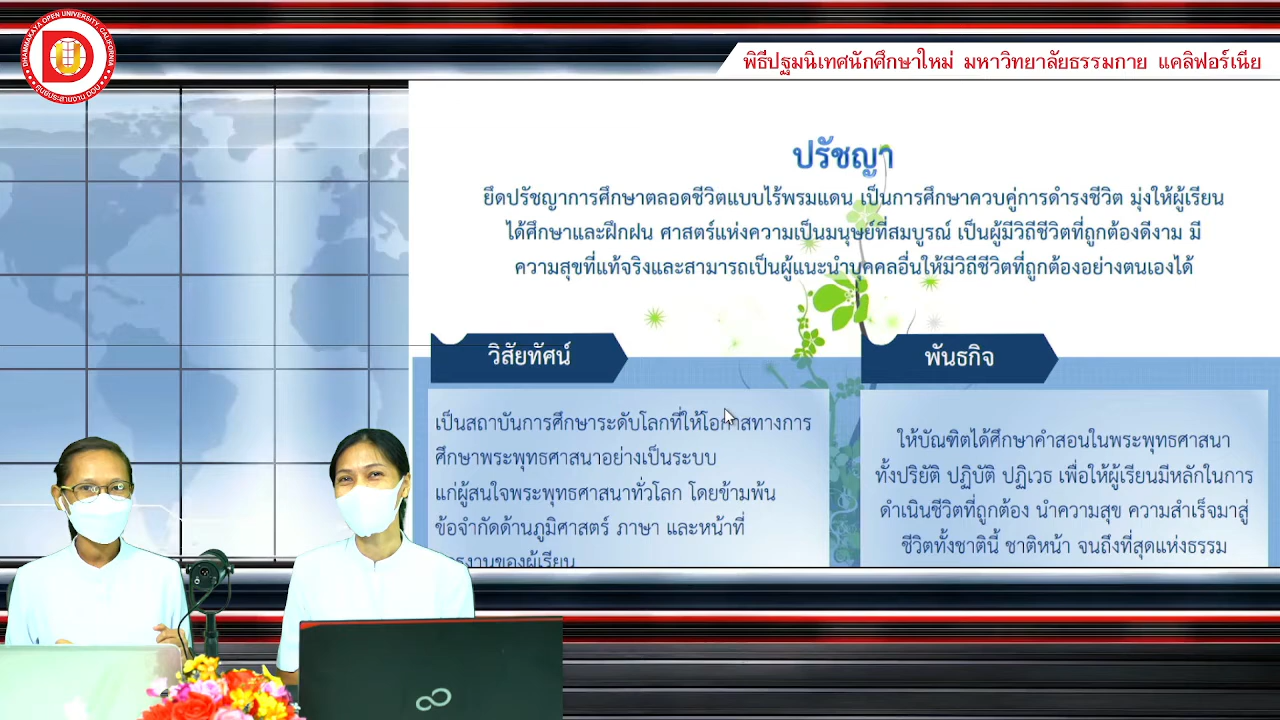 DHAMMAKAYA OPEN UNIVERSITY, CALIFORNIA
ศูนย์ประสานงาน DOU
พิธีปฐมนิเทศนักศึกษาใหม่ มหาวิทยาลัยธรรมกาย แคลิฟอร์เนีย
ปรัชญา
ยึดปรัชญาการศึกษาตลอดชีวิตแบบไร้พรมแดน เป็นการศึกษาควบคู่การดำรงชีวิต มุ่งให้ผู้เรียน
ได้ศึกษาและฝึกฝน ศาสตร์แห่งความเป็นมนุษย์ที่สมบูรณ์ เป็นผู้มีวิถีชีวิตที่ถูกต้องดีงาม มี
ความสุขที่แท้จริงและสามารถเป็นผู้แนะนำบุคคลอื่นให้มีวิถีชีวิตที่ถูกต้องอย่างตนเองได้
วิสัยทัศน์
เป็นสถาบันการศึกษาระดับโลกที่ให้โอกาสทางการ
ศึกษาพระพุทธศาสนาอย่างเป็นระบบ
แก่ผู้สนใจพระพุทธศาสนาทั่วโลก โดยข้ามพ้น
ข้อจำกัดด้านภูมิศาสตร์ ภาษา และหน้าที่
ของผู้เรียน
พันธกิจ
ให้บัณฑิตได้ศึกษาคำสอนในพระพุทธศาสนา
ทั้งปริยัติ ปฏิบัติ ปฏิเวธ เพื่อให้ผู้เรียนมีหลักในการ
ดำเนินชีวิตที่ถูกต้อง นำความสุข ความสำเร็จมาสู่
ชีวิตทั้งชาตินี้ ชาติหน้า จนถึงที่สุดแห่งธรรม